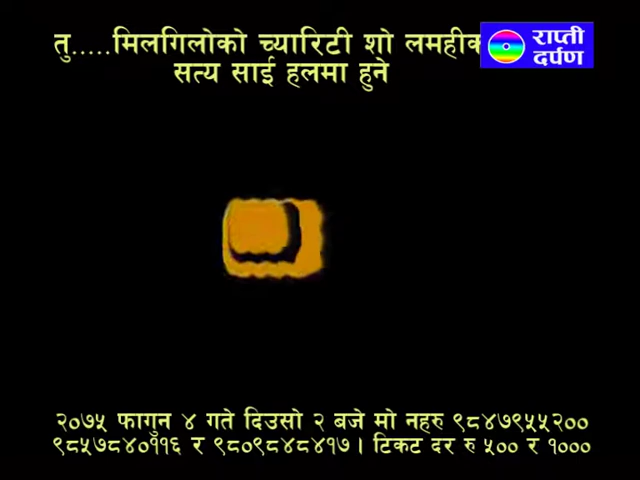 तु.....मिलगिलोको च्यारिटी शो लमहीक
सत्य साई हलमा हुने
राप्ती
दर्पण
२०७५ फागुन ४ गते दिउसो २ बजे मो नहरु ९८४७९५५२००
९८५७८४०११६ र ९८०९८४८४१७। टिकट दर रु ५०० र १०००